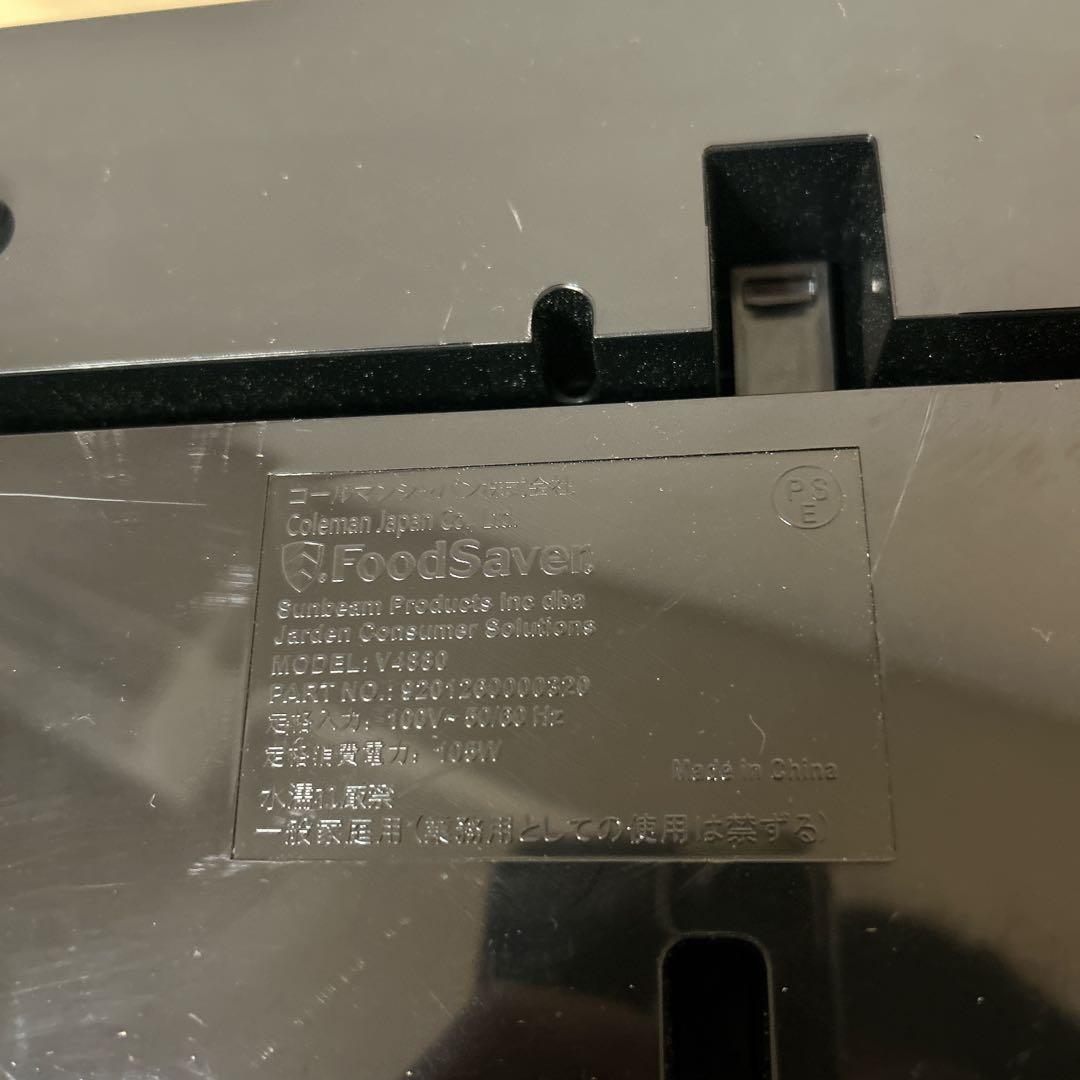 コールマンジャパン株式会社
Coleman Japan Co., Ltd.
FoodSaver®
Sunbeam Products Inc dba
Jarden Consumer Solutions
MODEL: V4880
PART NO.: 9201260000320
定格入力: 100V~ 50/60 Hz
定格消費電力:
水濡れ厳禁
一般家庭用 (業務用としての使用は禁ずる)
Made in China
PS
E